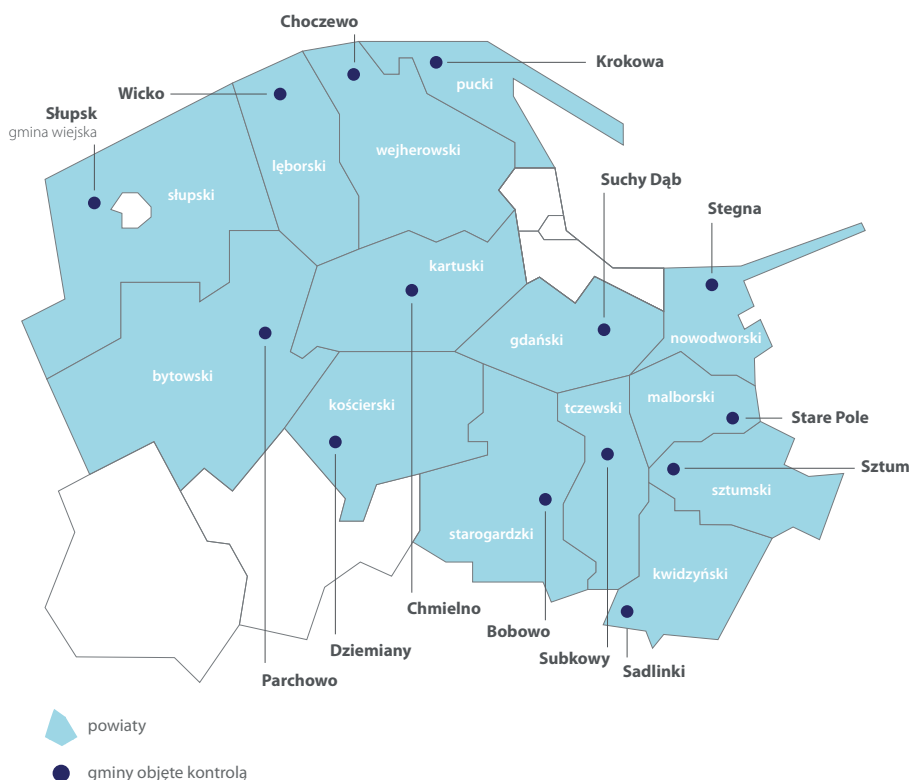 Choczewo
Krokowa
pucki
Wicko
Słupsk
gmina wiejska
wejherowski
lęborski
Suchy Dąb
słupski
Stegna
kartuski
gdański
nowodworski
bytowski
malborski
kościerski
tczewski
Stare Pole
Sztum
sztumski
starogardzki
kwidzyński
Chmielno
Bobowo
Dziemiany
Subkowy
Sadlinki
Parchowo
powiaty
gminy objęte kontrolą